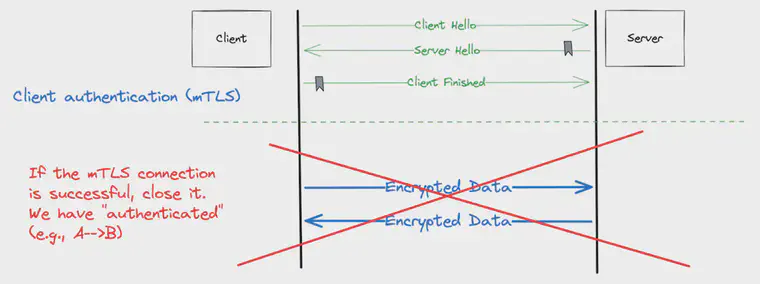 Client
Client Hello
Server
Server Hello
Client Finished
Client authentication (mTLS)
If the mTLS connection
is successful, close it.
We have "authenticated"
(e.g., A-->B)
Encrypted Data
Encrypted Data